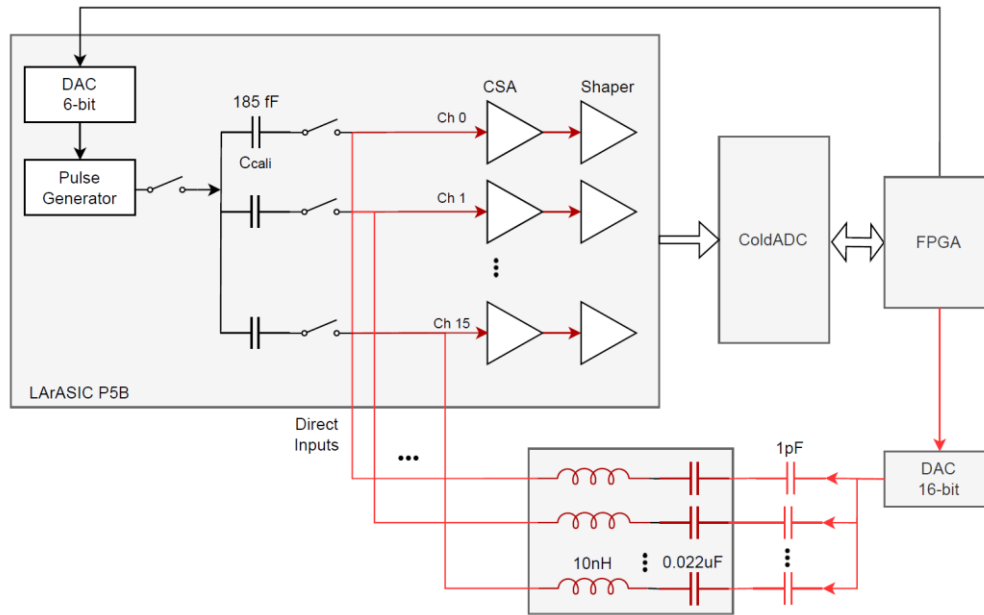 DAC
6-bit
Pulse
Generator
185 fF
Ccali
CSA
Shaper
Ch 0
Ch 1
Ch 15
LArASIC P5B
ColdADC
FPGA
Direct
Inputs
1pF
DAC
16-bit
10nH
0.022uF